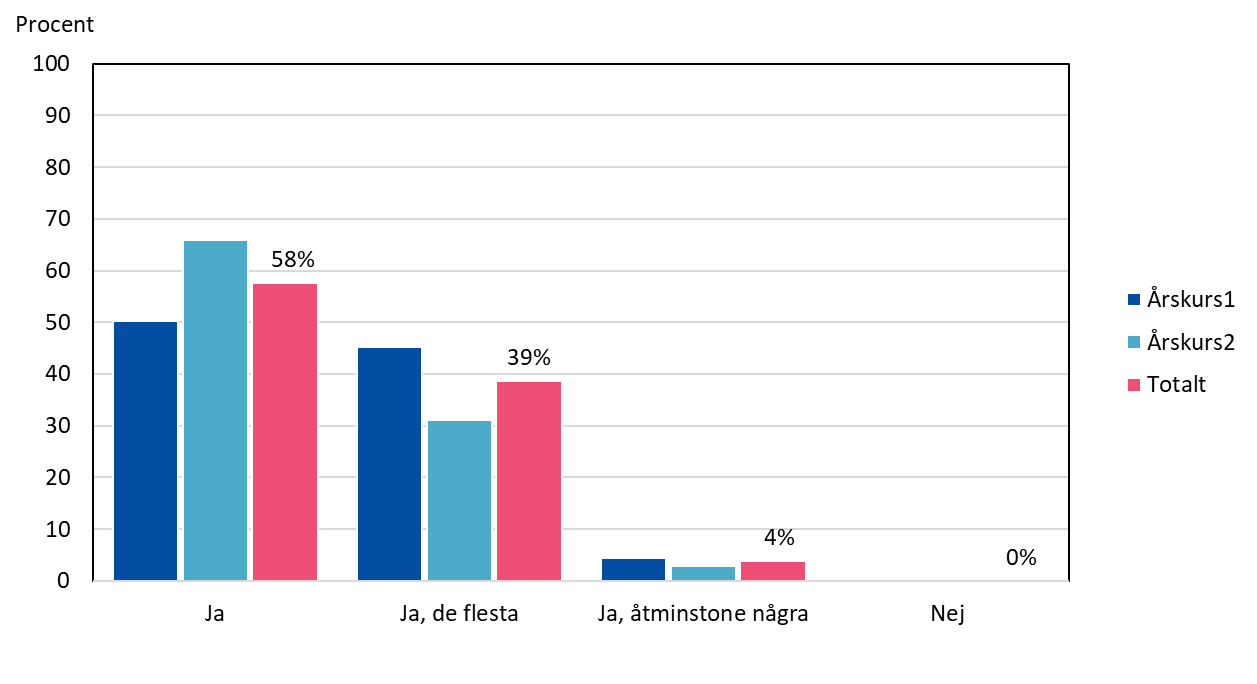 Procent
100
90
80
70
60
50
40
30
20
10
0
58%
39%
4%
0%
Ja
Ja, de flesta
Ja, åtminstone några
Nej
Årskurs1
Årskurs2
Totalt